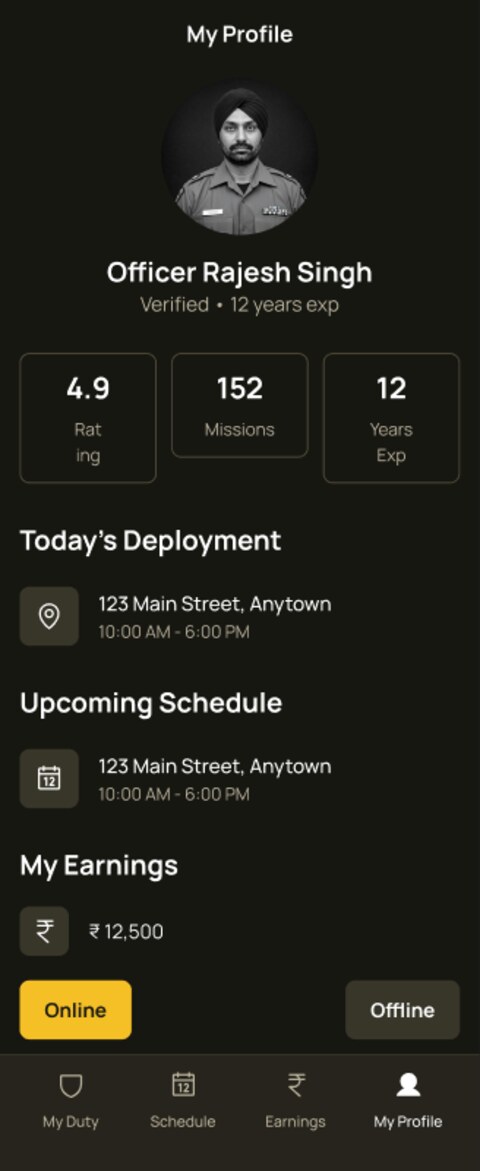 My Profile
Officer Rajesh Singh
Verified • 12 years exp
4.9
Rat
ing
152
Missions
12
Years
Exp
Today's Deployment
123 Main Street, Anytown
10:00 AM - 6:00 PM
Upcoming Schedule
12
123 Main Street, Anytown
10:00 AM - 6:00 PM
My Earnings
₹
₹ 12,500
Online
Offline
My Duty
12
Schedule
₹
Earnings
My Profile